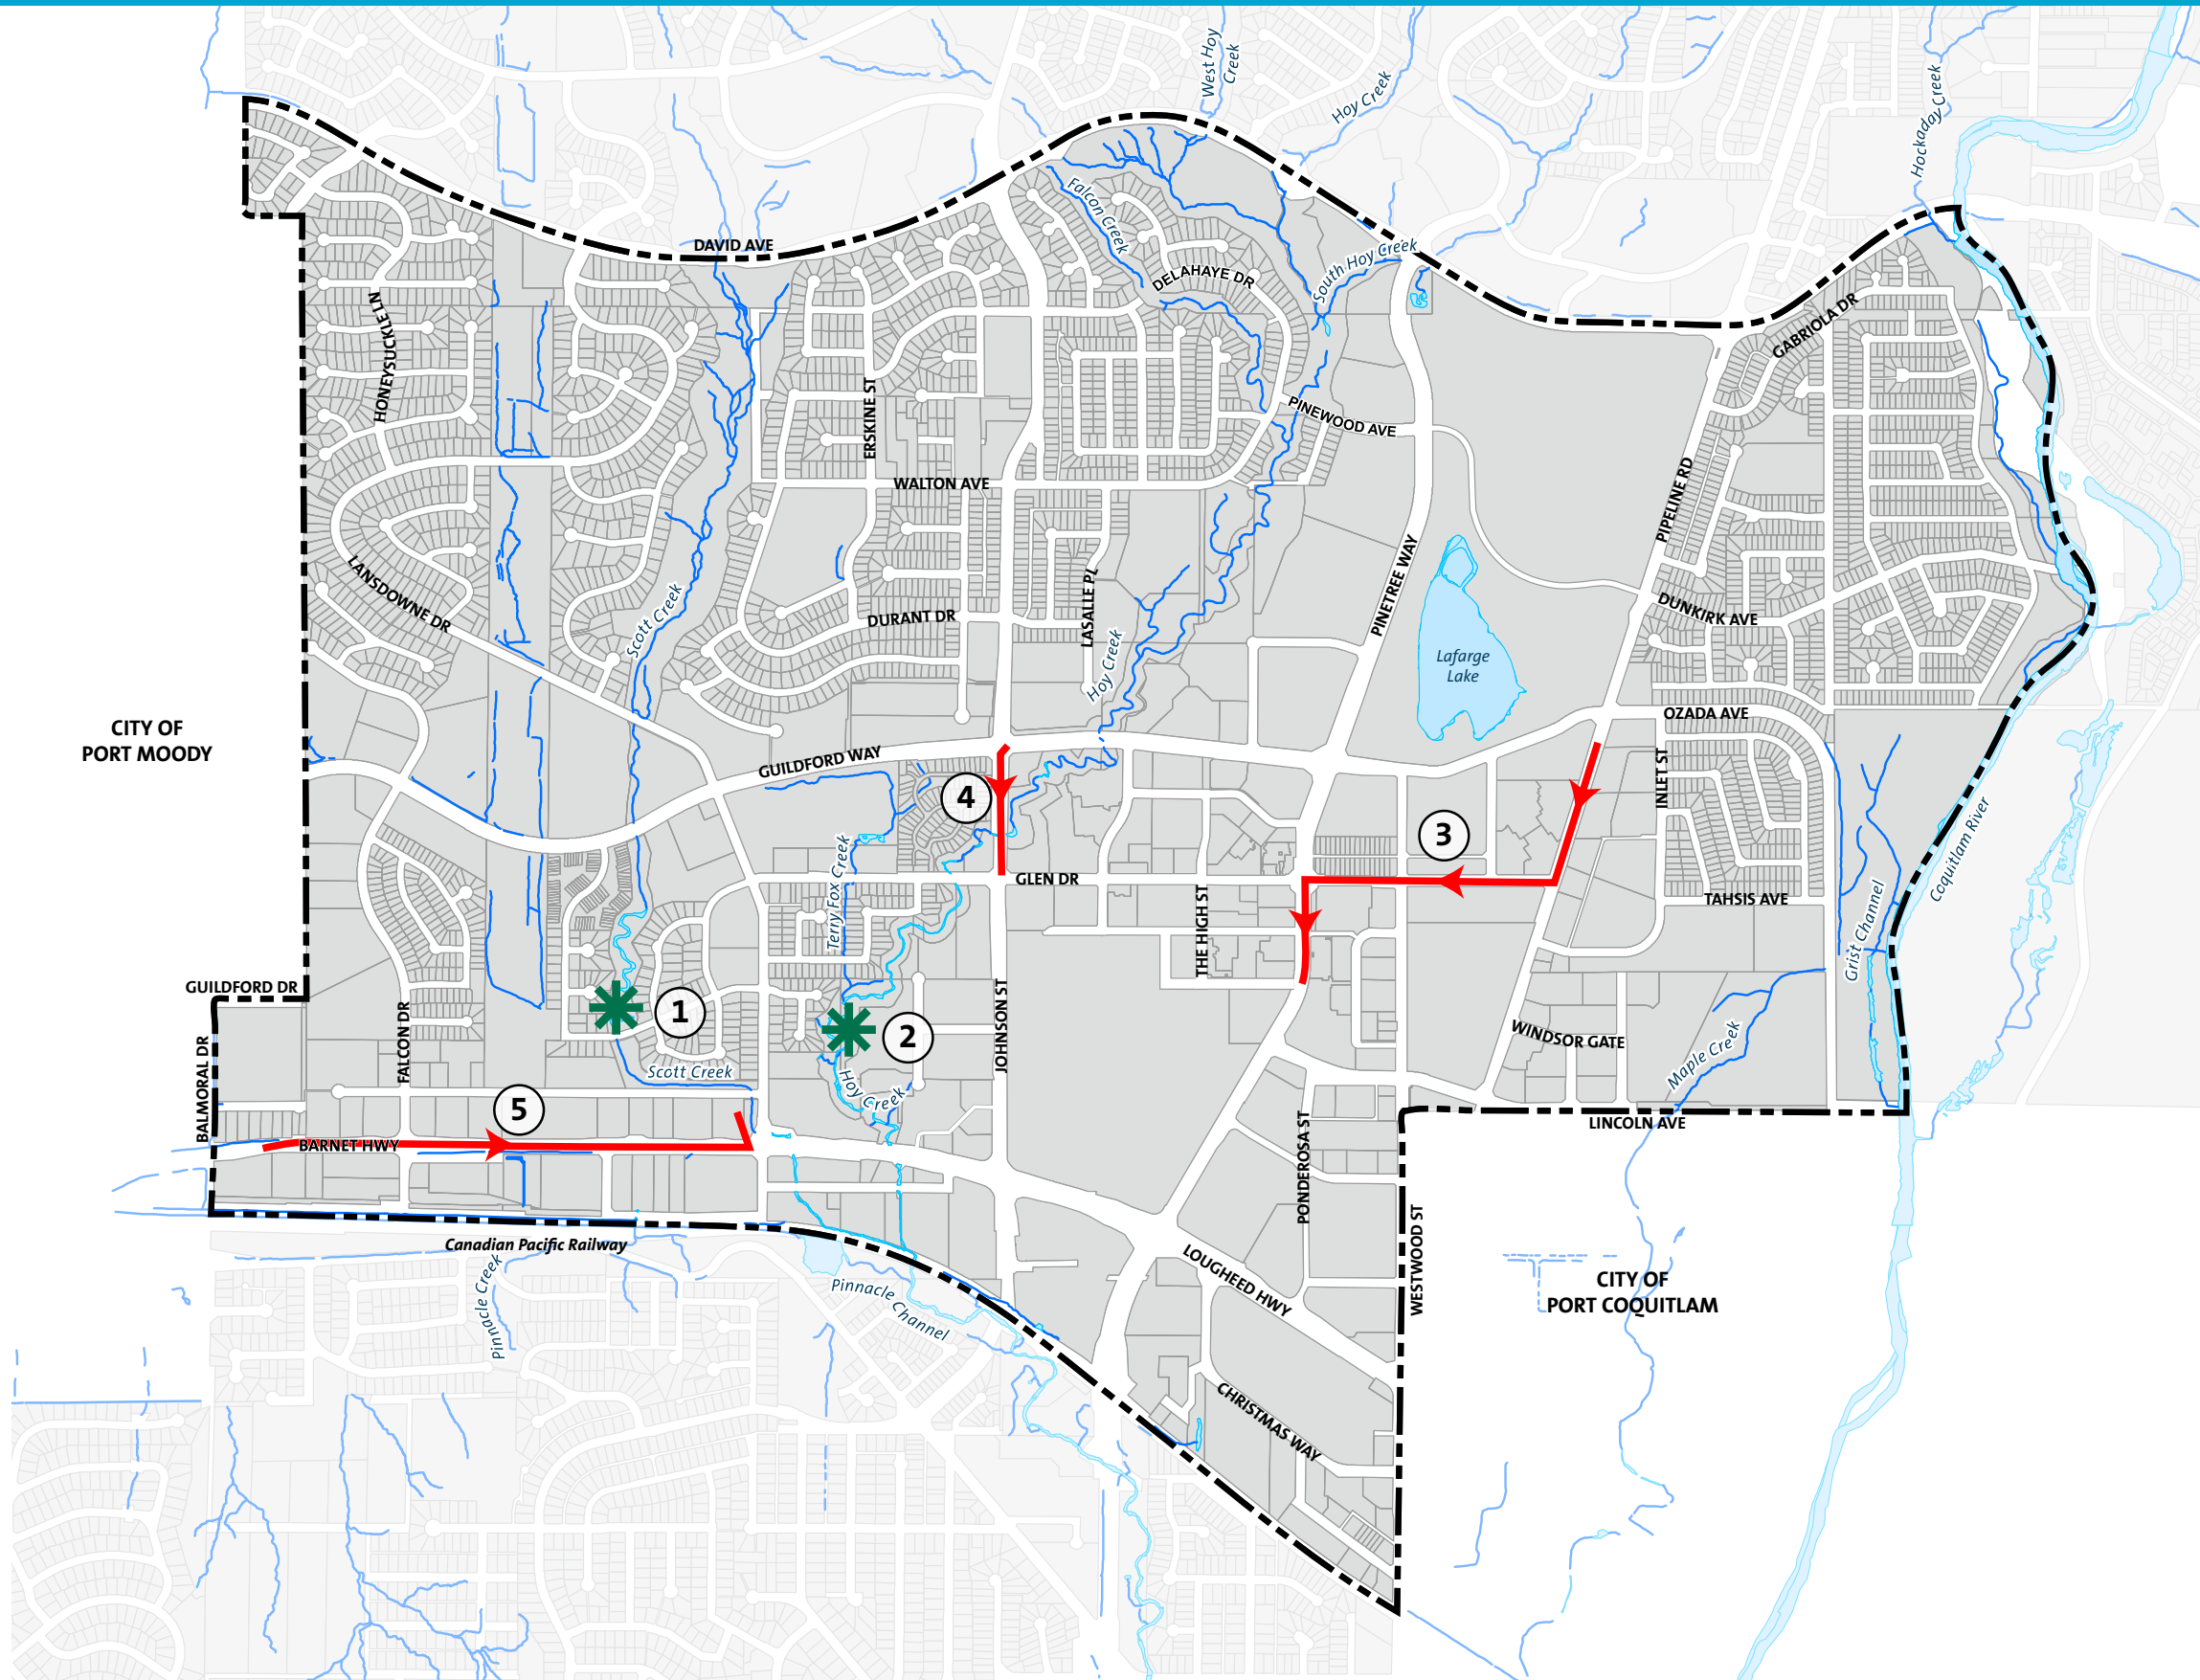 West Hoy
Creek
Hoy Creek
Hockaday Creek
DAVID AVE
Falcon Creek
DELAHAYE DR
South Hoy Creek
GABRIOLA DR
HONEYSUCKLE LN
ERSKINE ST
PINEWOOD AVE
WALTON AVE
PIPELINE RD
LANSDOWNE DR
Scott Creek
DURANT DR
LASALLE PL
Hoy Creek
PINETREE WAY
DUNKIRK AVE
Lafarge
Lake
CITY OF
PORT MOODY
OZADA AVE
GUILDFORD WAY
INLET ST
4
3
Terry Fox Creek
Coquitlam River
GLEN DR
THE HIGH ST
TAHSIS AVE
Grist Channel
GUILDFORD DR
1
2
FALCON DR
JOHNSON ST
BALMORAL DR
WINDSOR GATE
Maple Creek
Scott Creek
Hoy Creek
5
BARNET HWY
PONDEROSA ST
LINCOLN AVE
Canadian Pacific Railway
WESTWOOD ST
Pinnacle Creek
Pinnacle Channel
LOUGHEED HWY
CITY OF
PORT COQUITLAM
CHRISTMAS WAY